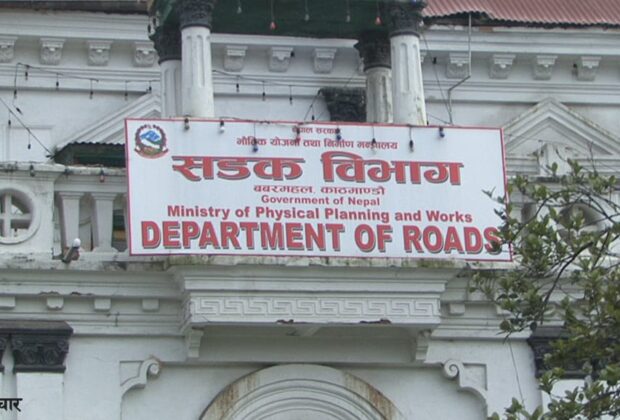 नेपाल सरकार
भौतिक योजना तथा निर्माण मन्त्रालय
सडक विभाग
बबरमहल, काठमाण्डौ
Government of Nepal
Ministry of Physical Planning and Works
DEPARTMENT OF ROADS
चार